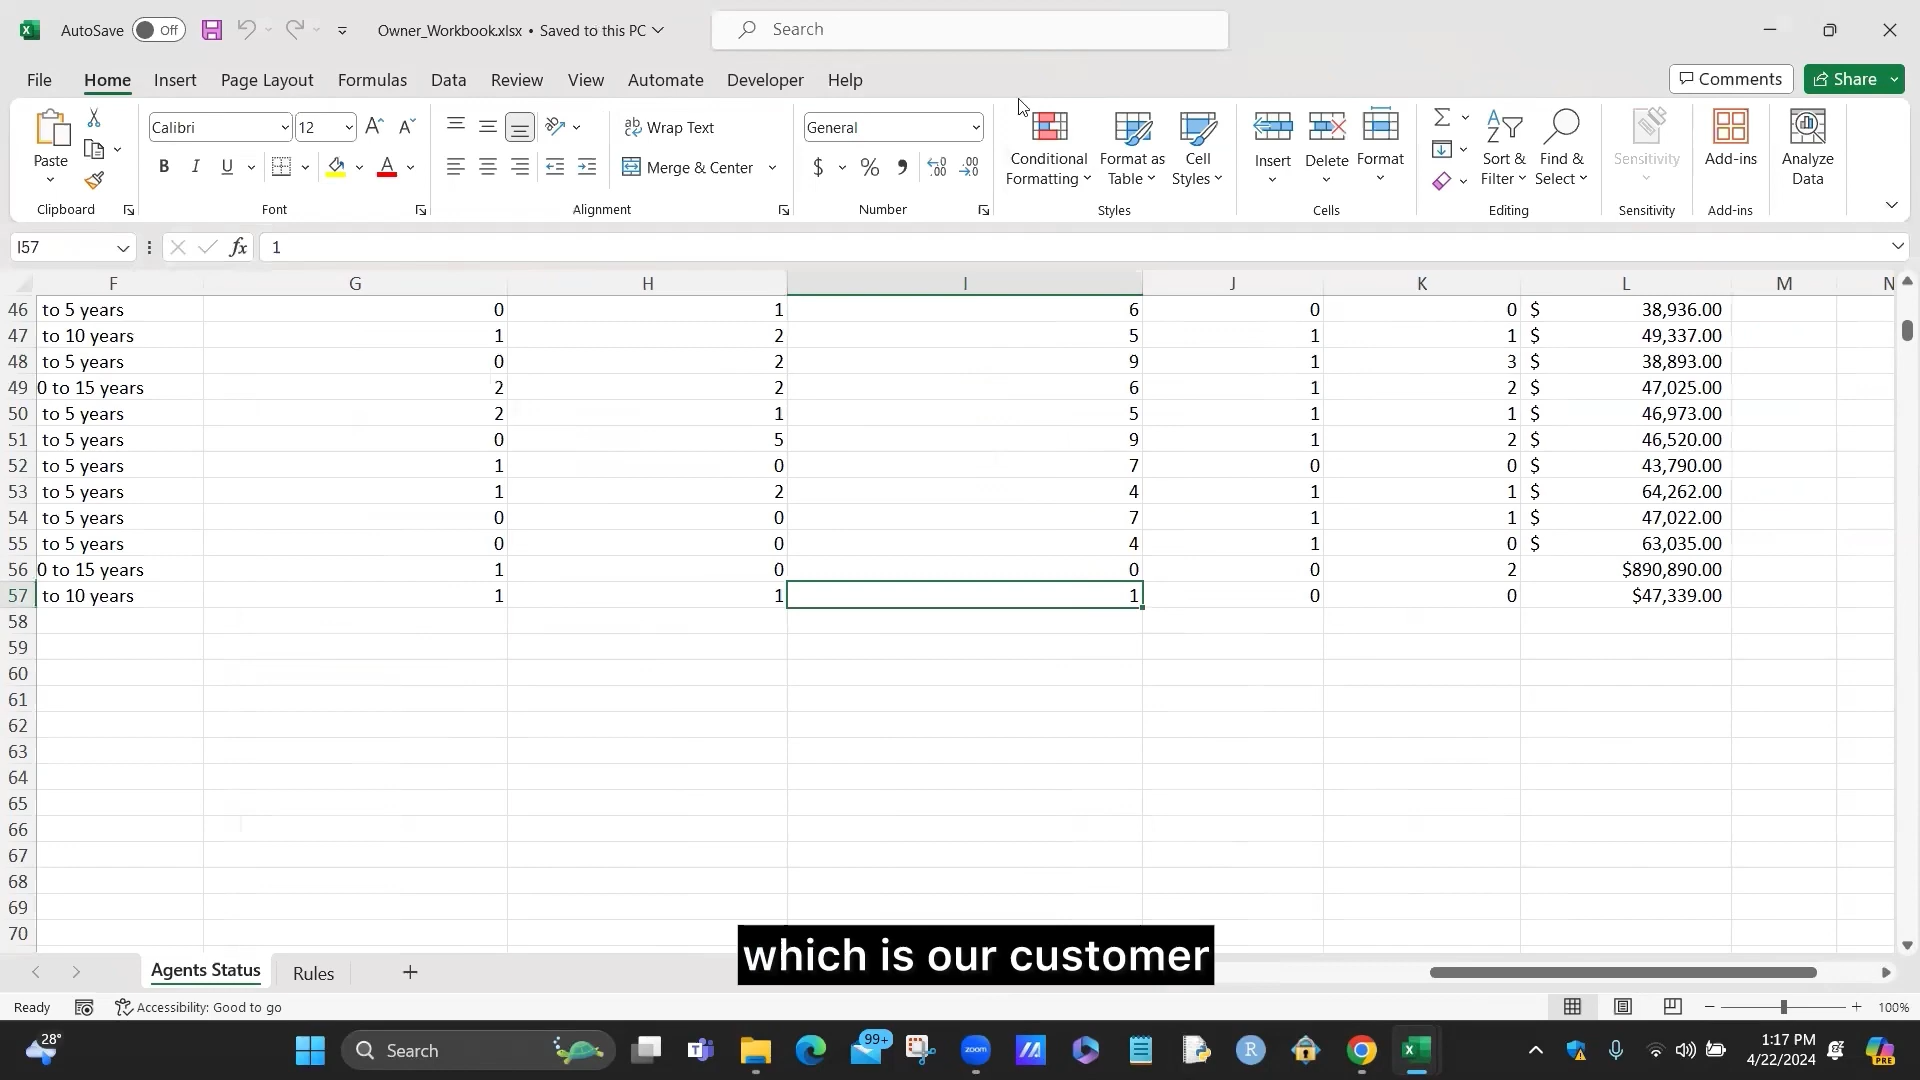 AutoSave Off Owner_Workbook.xlsx • Saved to this PC Search
File Home Insert Page Layout Formulas Data Review View Automate Developer Help Comments Share
Paste
Clipboard
Calibri 12
B I U
Font
Wrap Text
Merge & Center
Alignment
General
$ % ,
Number
Conditional Formatting
Format as Table
Cell Styles
Styles
Insert Delete Format
Cells
Sort & Filter
Find & Select
Editing
Sensitivity
Sensitivity
Add-ins
Add-ins
Analyze Data
I57 fx 1
F G H I J K L M N
46 to 5 years 0 1 6 0 0 $ 38,936.00
47 to 10 years 1 2 5 1 1 $ 49,337.00
48 to 5 years 0 2 9 1 3 $ 38,893.00
49 0 to 15 years 2 2 6 1 2 $ 47,025.00
50 to 5 years 2 1 5 1 1 $ 46,973.00
51 to 5 years 0 5 9 1 2 $ 46,520.00
52 to 5 years 1 0 7 0 0 $ 43,790.00
53 to 5 years 1 2 4 1 1 $ 64,262.00
54 to 5 years 0 0 7 1 1 $ 47,022.00
55 to 5 years 0 0 4 1 0 $ 63,035.00
56 0 to 15 years 1 0 0 0 2 $890,890.00
57 to 10 years 1 1 1 0 0 $47,339.00
58
59
60
61
62
63
64
65
66
67
68
69
70
which is our customer
Agents Status Rules +
Ready Accessibility: Good to go 100%
28° Search 99+ zoom R PRE
1:17 PM
4/22/2024